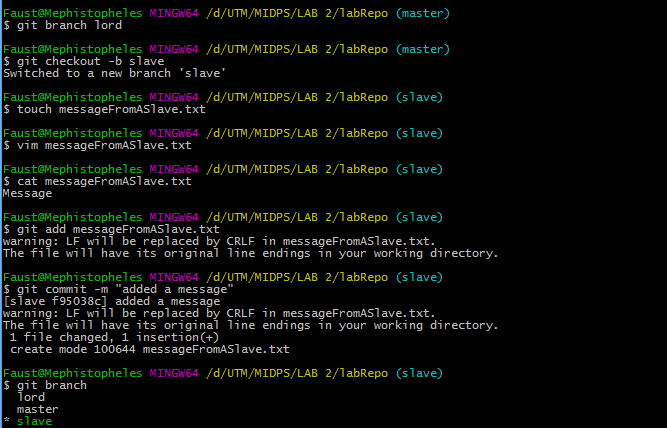 Faust@Mephistopheles MINGW64 /d/UTM/MIDPS/LAB 2/labRepo (master)
$ git branch lord
Faust@Mephistopheles MINGW64 /d/UTM/MIDPS/LAB 2/labRepo (master)
$ git checkout -b slave
Switched to a new branch 'slave'
Faust@Mephistopheles MINGW64 /d/UTM/MIDPS/LAB 2/labRepo (slave)
$ touch messageFromASlave.txt
Faust@Mephistopheles MINGW64 /d/UTM/MIDPS/LAB 2/labRepo (slave)
$ vim messageFromASlave.txt
Faust@Mephistopheles MINGW64 /d/UTM/MIDPS/LAB 2/labRepo (slave)
$ cat messageFromASlave.txt
Message
Faust@Mephistopheles MINGW64 /d/UTM/MIDPS/LAB 2/labRepo (slave)
$ git add messageFromASlave.txt
warning: LF will be replaced by CRLF in messageFromASlave.txt.
The file will have its original line endings in your working directory.
Faust@Mephistopheles MINGW64 /d/UTM/MIDPS/LAB 2/labRepo (slave)
$ git commit -m "added a message"
[slave f95038c] added a message
warning: LF will be replaced by CRLF in messageFromASlave.txt.
The file will have its original line endings in your working directory.
1 file changed, 1 insertion(+)
create mode 100644 messageFromASlave.txt
Faust@Mephistopheles MINGW64 /d/UTM/MIDPS/LAB 2/labRepo (slave)
$ git branch
lord
master
* slave